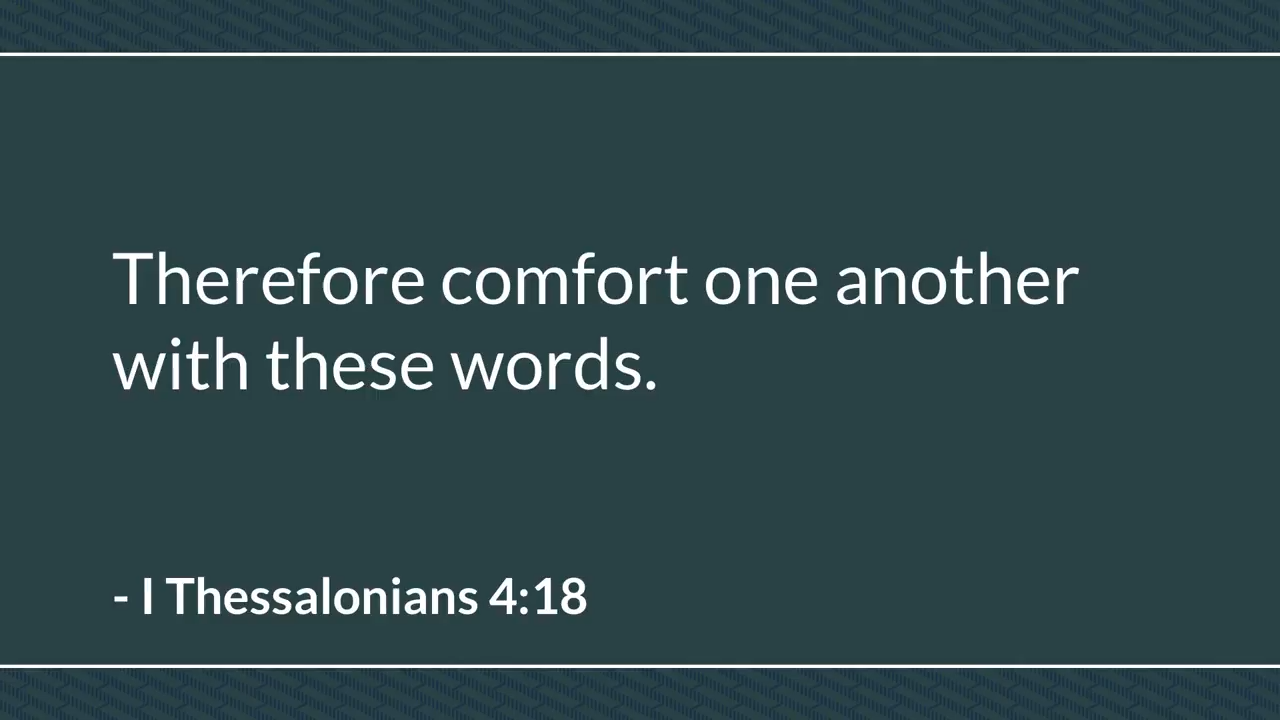 Therefore comfort one another
with these words.
- I Thessalonians 4:18